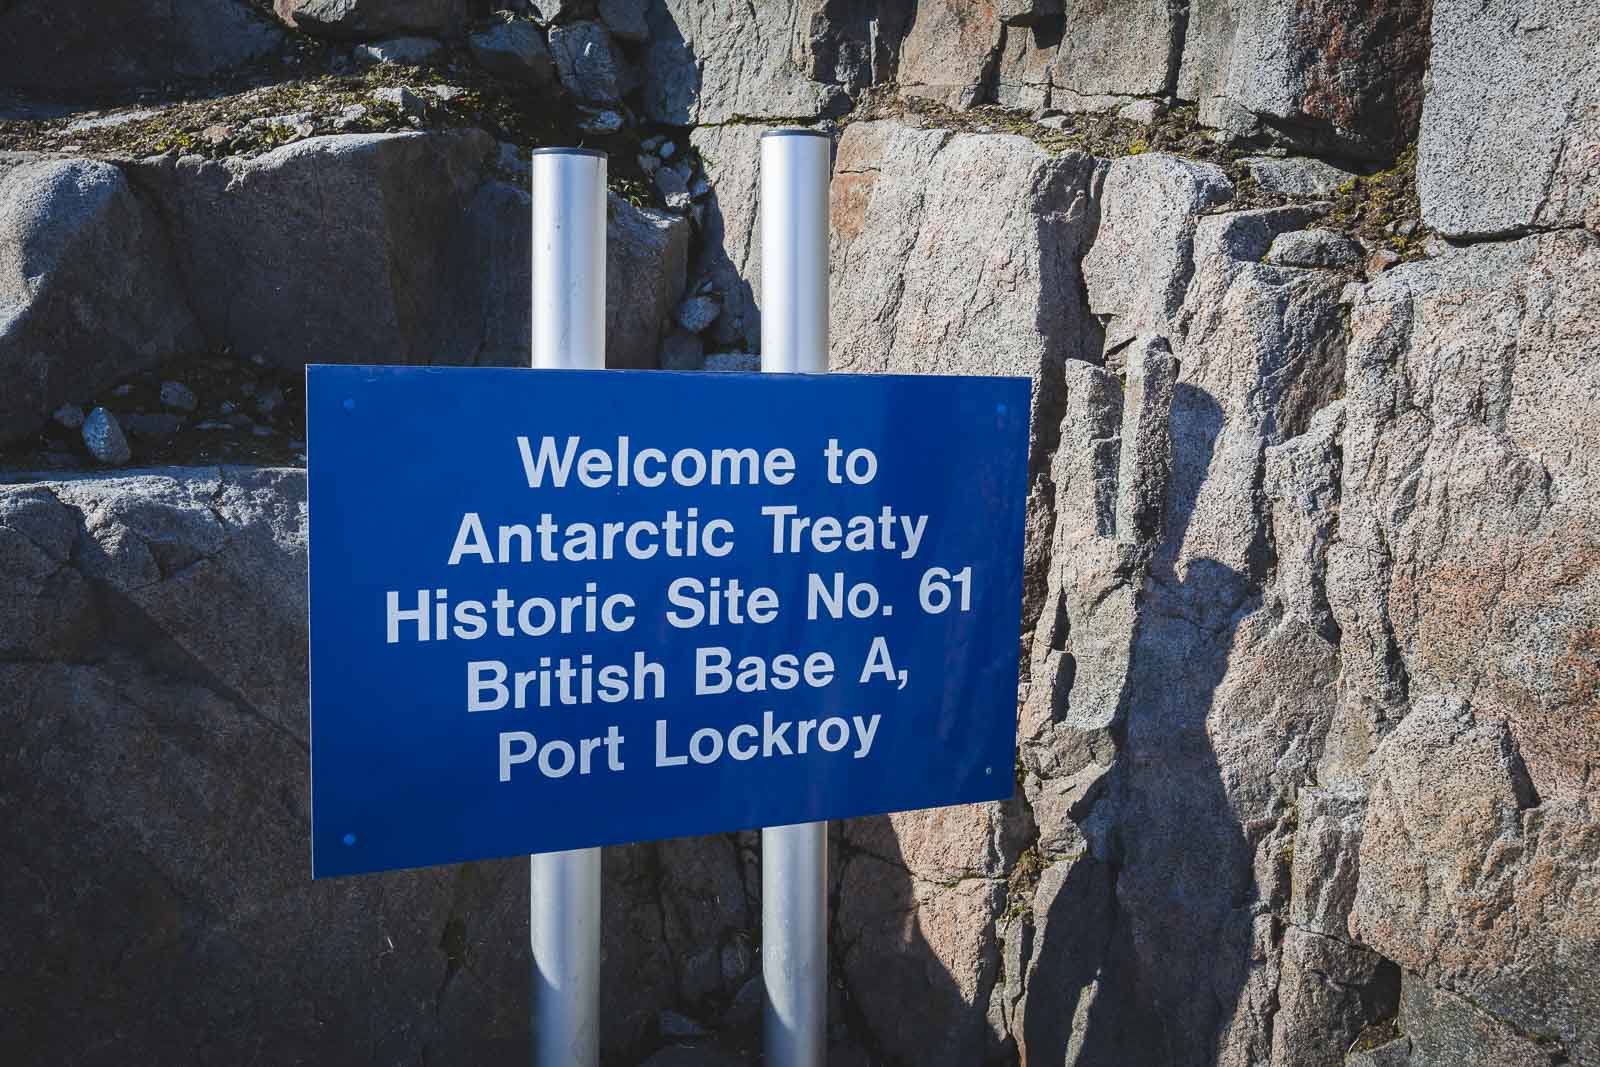 Welcome to
Antarctic Treaty
Historic Site No. 61
British Base A,
Port Lockroy